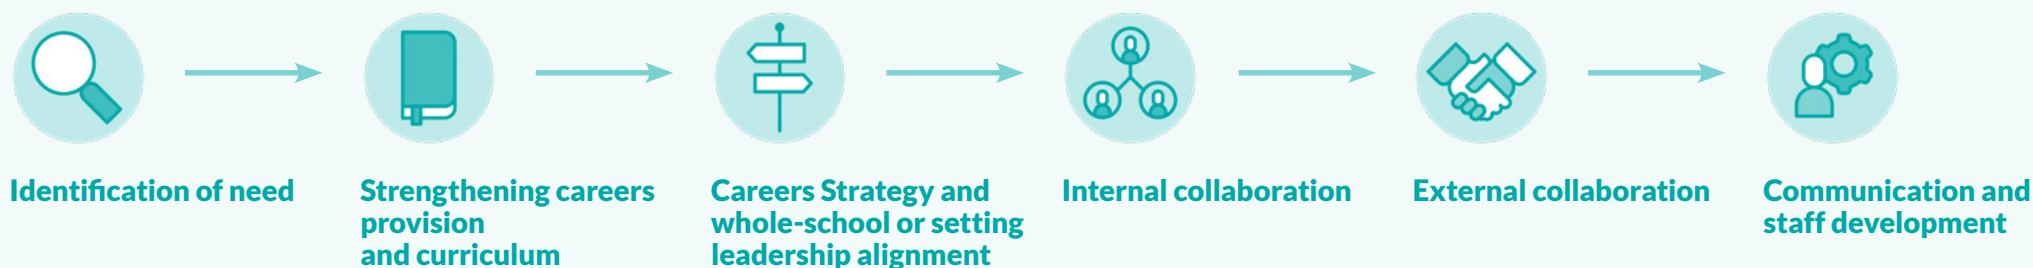 Identification of need
Strengthening careers
provision
and curriculum
Careers Strategy and
whole-school or setting
leadership alignment
Internal collaboration
External collaboration
Communication and
staff development